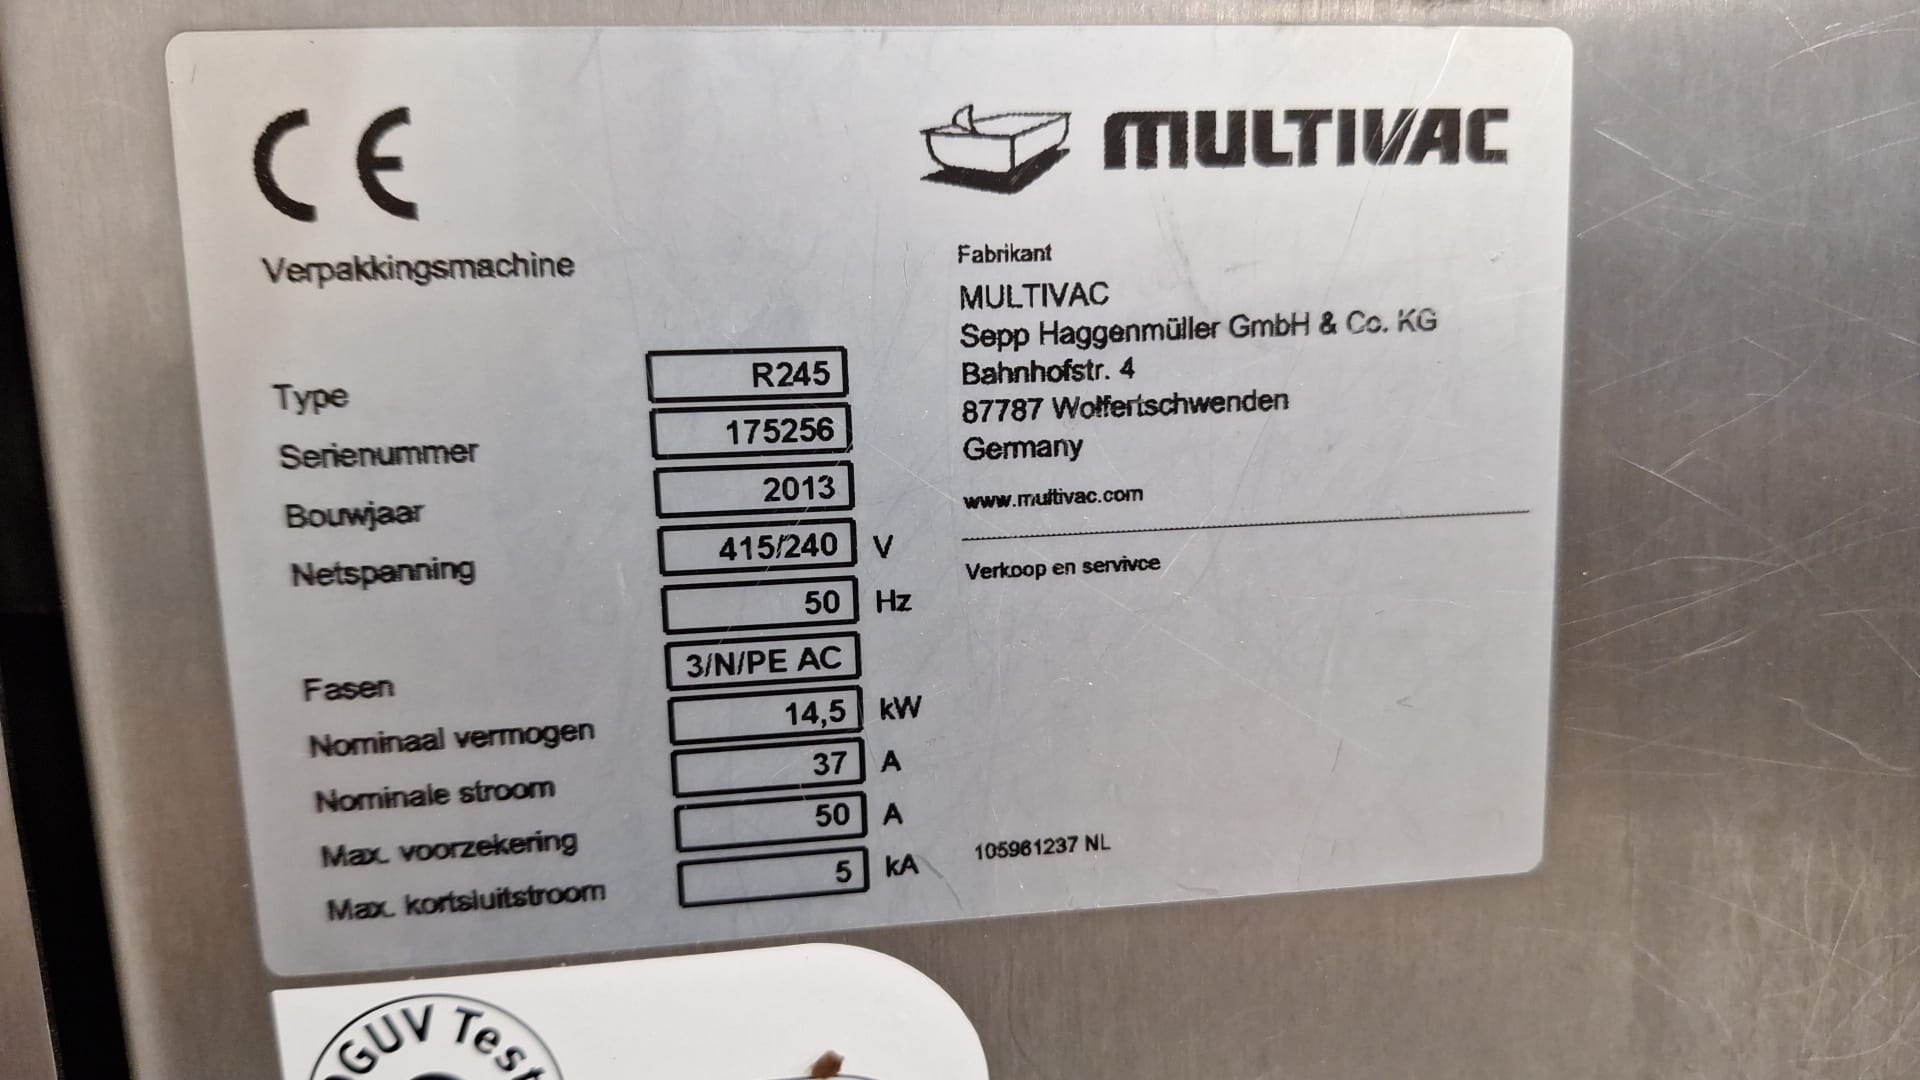 CE
MULTIVAC
Verpakkingsmachine
Type R245
Serienummer 175256
Bouwjaar 2013
Netspanning 415/240 V
50 Hz
Fasen 3/N/PE AC
Nominaal vermogen 14,5 kW
Nominale stroom 37 A
Max. voorzekering 50 A
Max. kortsluitstroom 5 kA
Fabrikant
MULTIVAC
Sepp Haggenmüller GmbH & Co. KG
Bahnhofstr. 4
87787 Wolfertschwenden
Germany
www.multivac.com
Verkoop en servivce
105961237 NL
DGUV Test